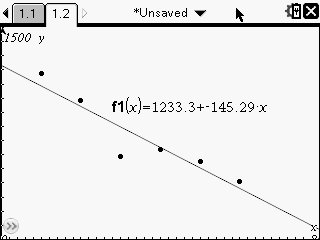 1.1 1.2 *Unsaved
1500 y
f1(x)=1233.3+-145.29·x
x